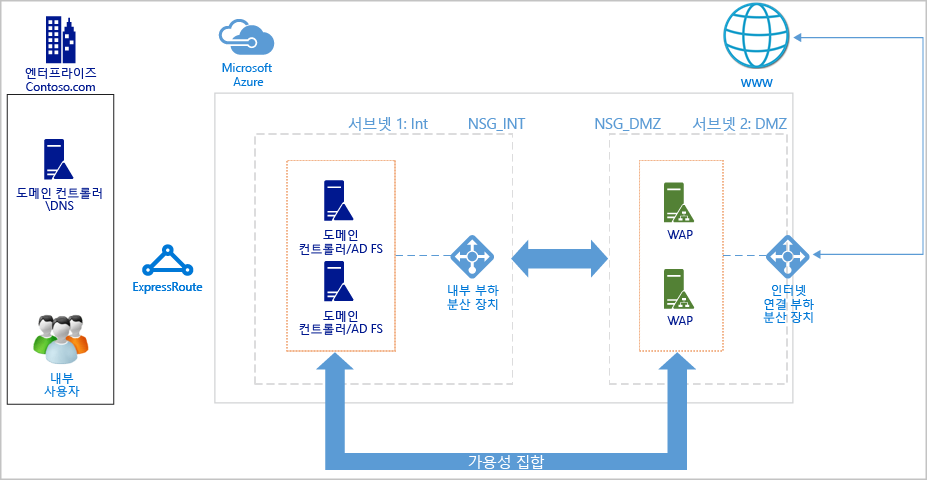 엔터프라이즈
Contoso.com
도메인 컨트롤러
\DNS
내부
사용자
ExpressRoute
Microsoft
Azure
www
서브넷 1: Int
NSG_INT
NSG_DMZ
서브넷 2: DMZ
도메인
컨트롤러/AD FS
도메인
컨트롤러/AD FS
내부 부하
분산 장치
WAP
WAP
인터넷
연결 부하
분산 장치
가용성 집합